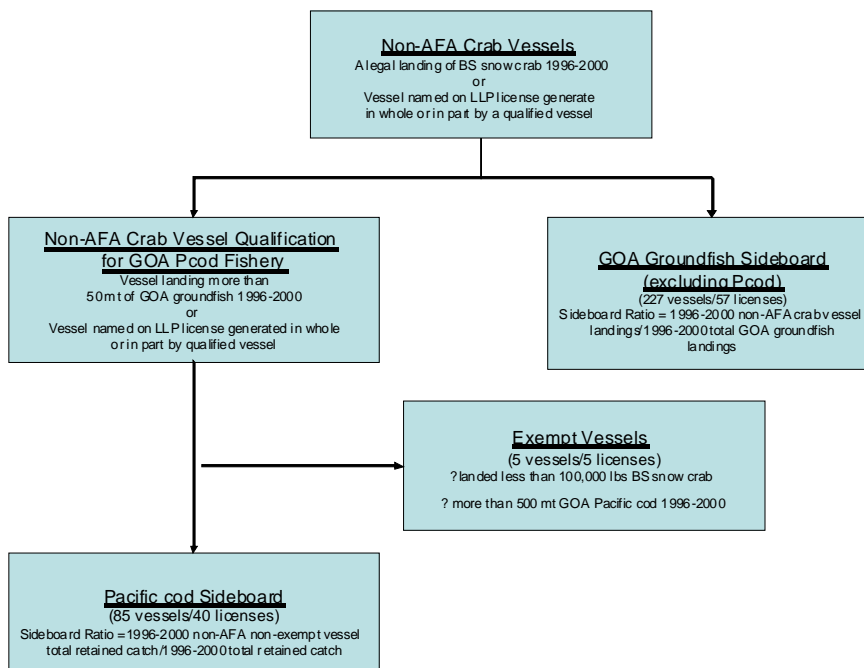 Non-AFA Crab Vessels
A legal landing of BS snow crab 1996-2000
or
Vessel named on LLP license generate
in whole or in part by a qualified vessel
Non-AFA Crab Vessel Qualification
for GOA Pcod Fishery
Vessel landing more than
50 mt of GOA groundfish 1996-2000
or
Vessel named on LLP license generated in whole
or in part by qualified vessel
GOA Groundfish Sideboard
(excluding Pcod)
(227 vessels/57 licenses)
Sideboard Ratio = 1996-2000 non-AFA crab vessel
landings/1996-2000 total GOA groundfish
landings
Exempt Vessels
(5 vessels/5 licenses)
?landed less than 100,000 lbs BS snow crab
? more than 500 mt GOA Pacific cod 1996-2000
Pacific cod Sideboard
(85 vessels/40 licenses)
Sideboard Ratio =1996-2000 non-AFA non-exempt vessel
total retained catch/1996-2000 total retained catch